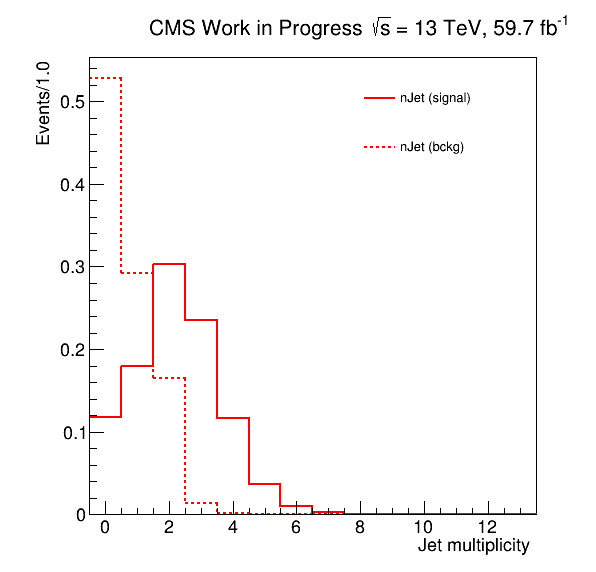 CMS Work in Progress √s = 13 TeV, 59.7 fb⁻¹
Events/1.0
nJet (signal)
nJet (bckg)
0.5
0.4
0.3
0.2
0.1
0
0 2 4 6 8 10 12
Jet multiplicity